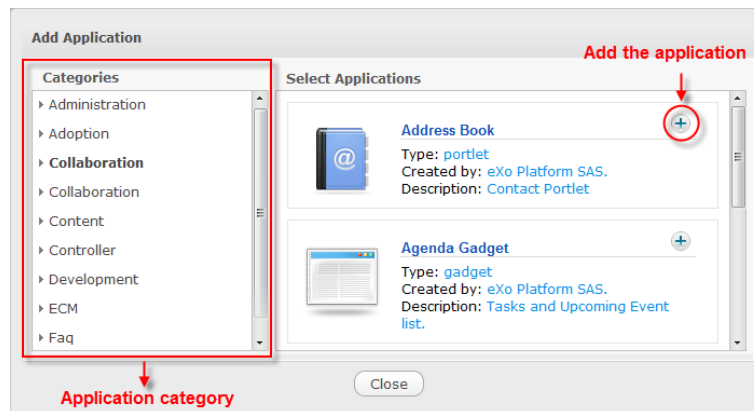 Add Application
Add the application
Categories
Select Applications
Administration
Adoption
Collaboration
Collaboration
Content
Controller
Development
ECM
Faq
@
Address Book
Type: portlet
Created by: eXo Platform SAS.
Description: Contact Portlet
Agenda Gadget
Type: gadget
Created by: eXo Platform SAS.
Description: Tasks and Upcoming Event
list.
Close
Application category